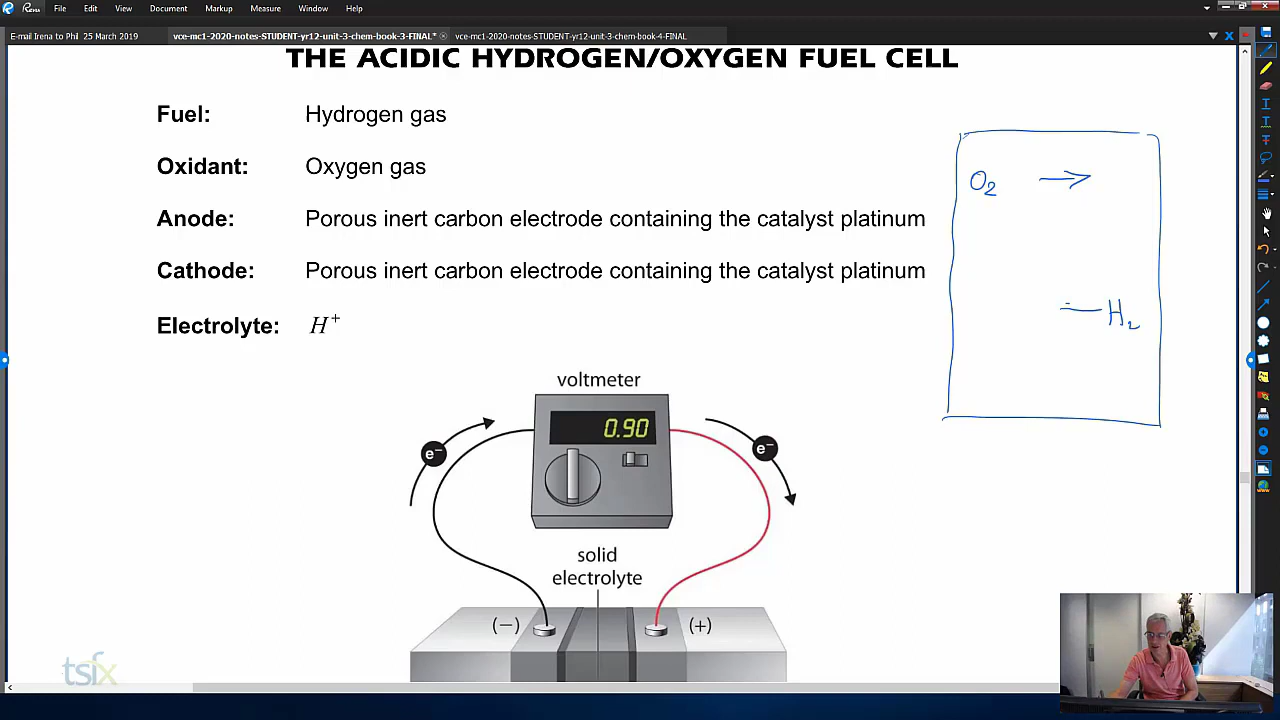 File Edit View Document Markup Measure Window Help
E-mail Irena to Phil 25 March 2019
vce-mc1-2020-notes-STUDENT-yr12-unit-3-chem-book-3-FINAL*
vce-mc1-2020-notes-STUDENT-yr12-unit-3-chem-book-4-FINAL
THE ACIDIC HYDROGEN/OXYGEN FUEL CELL
Fuel: Hydrogen gas
Oxidant: Oxygen gas
Anode: Porous inert carbon electrode containing the catalyst platinum
Cathode: Porous inert carbon electrode containing the catalyst platinum
Electrolyte: H⁺
O₂ →
H₂
voltmeter
0.90
e⁻
e⁻
solid
electrolyte
(−) (+)
tsfx